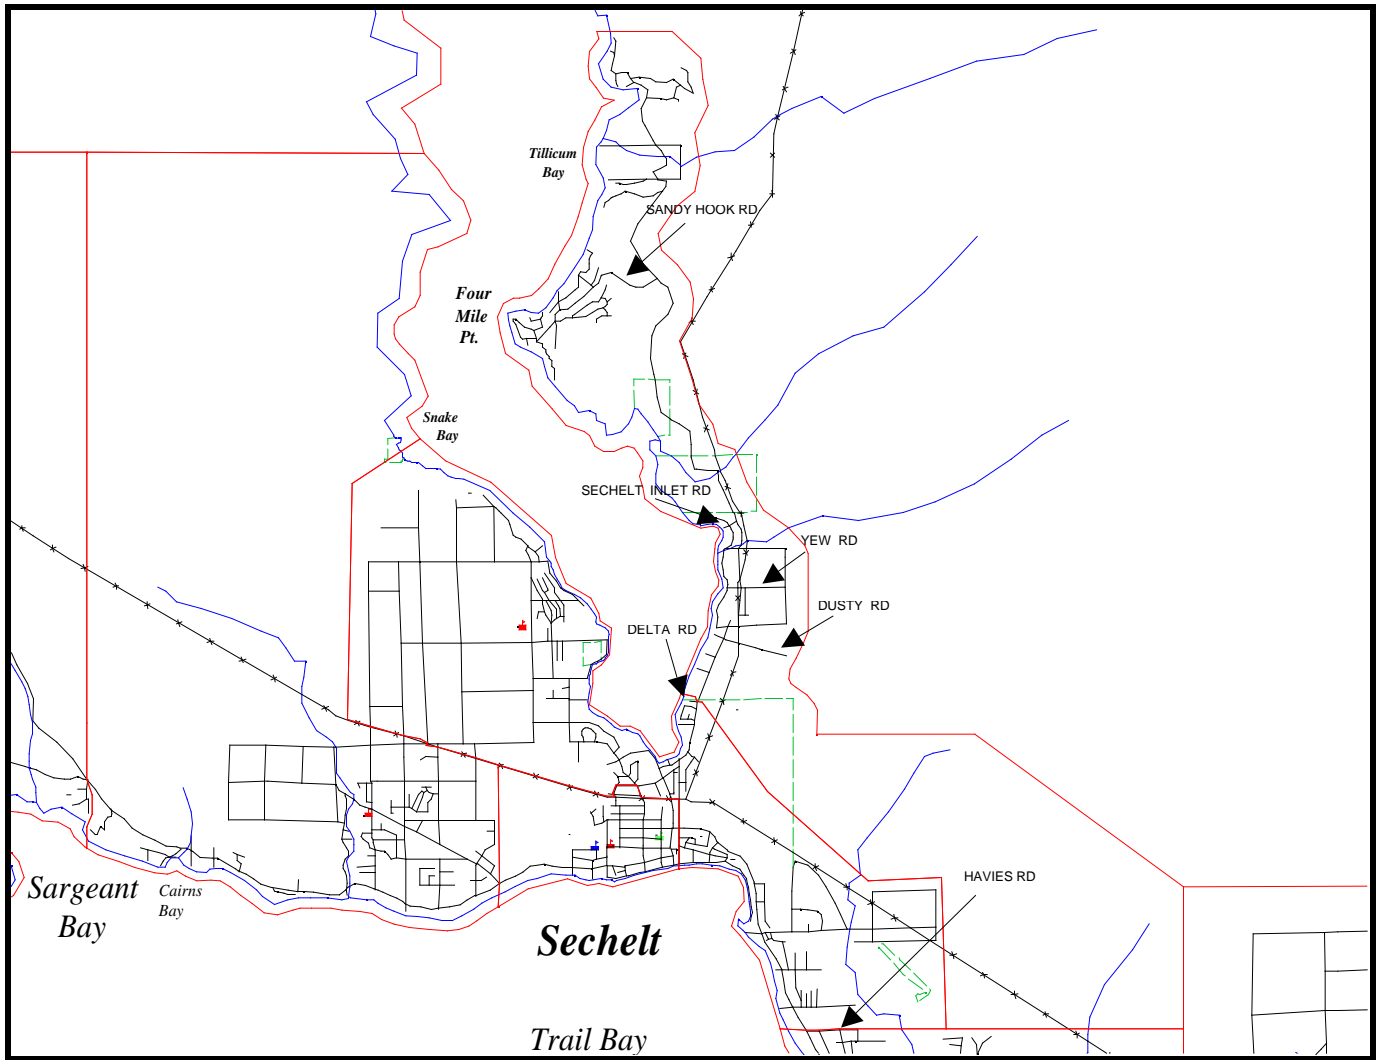 Tillicum
Bay
SANDY HOOK RD
Four
Mile
Pt.
Snake
Bay
SECHELT INLET RD
YEW RD
DUSTY RD
DELTA RD
HAVIES RD
Sargeant
Bay
Cairns
Bay
Sechelt
Trail Bay